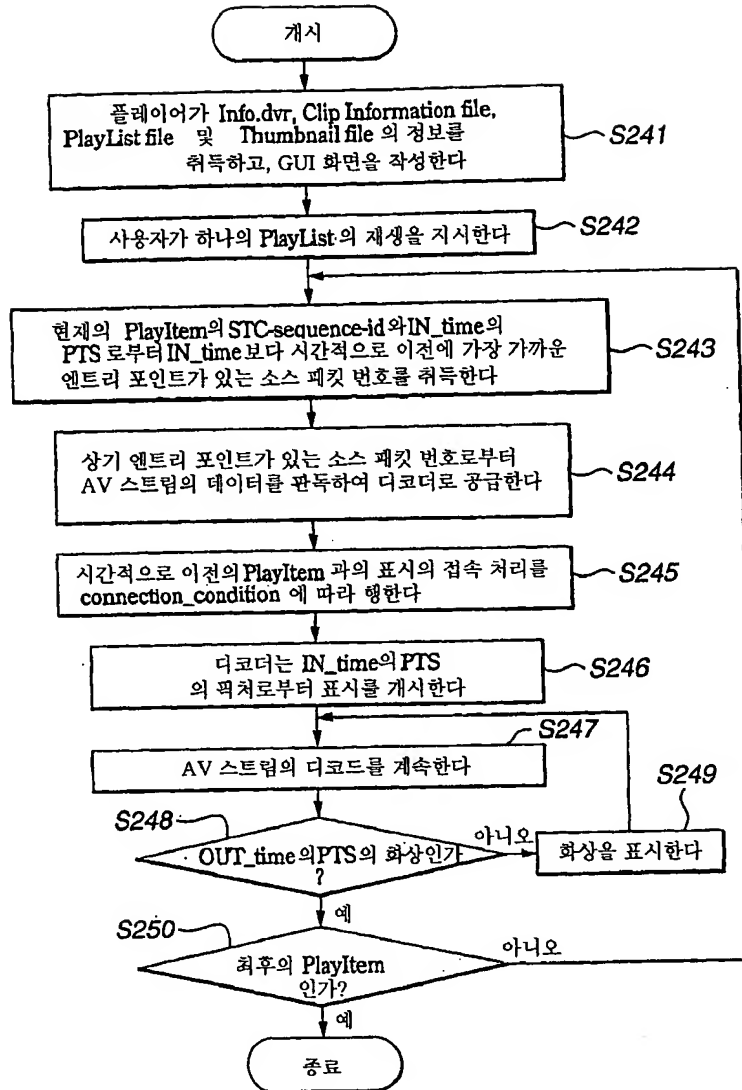 개시
플레이어가 Info.dvr, Clip Information file,
PlayList file 및 Thumbnail file 의 정보를
취득하고, GUI 화면을 작성한다
S241
사용자가 하나의 PlayList의 재생을 지시한다
S242
현재의 PlayItem의 STC-sequence-id와 IN_time의
PTS 로부터 IN_time 보다 시간적으로 이전에 가장 가까운
엔트리 포인트가 있는 소스 패킷 번호를 취득한다
S243
상기 엔트리 포인트가 있는 소스 패킷 번호로부터
AV 스트림의 데이터를 판독하여 디코더로 공급한다
S244
시간적으로 이전의 PlayItem 과의 표시의 접속 처리를
connection_condition 에 따라 행한다
S245
디코더는 IN_time의 PTS
의 픽처로부터 표시를 개시한다
S246
S247
AV 스트림의 디코드를 계속한다
S248
OUT_time의 PTS의 화상인가
?
아니오
S249
화상을 표시한다
예
S250
최후의 PlayItem
인가?
아니오
예
종료